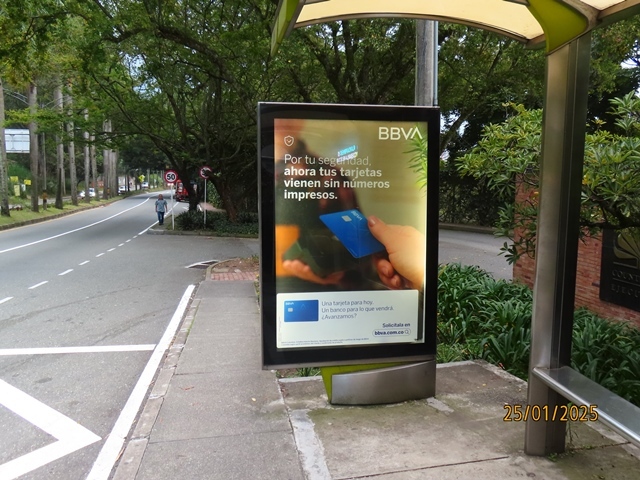 BBVA
Por tu seguridad,
ahora tus tarjetas
vienen sin números
impresos.
Una tarjeta para hoy.
Un banco para lo que vendrá.
¿Avanzamos?
Solicítala en
bbva.com.co
50
25/01/2025